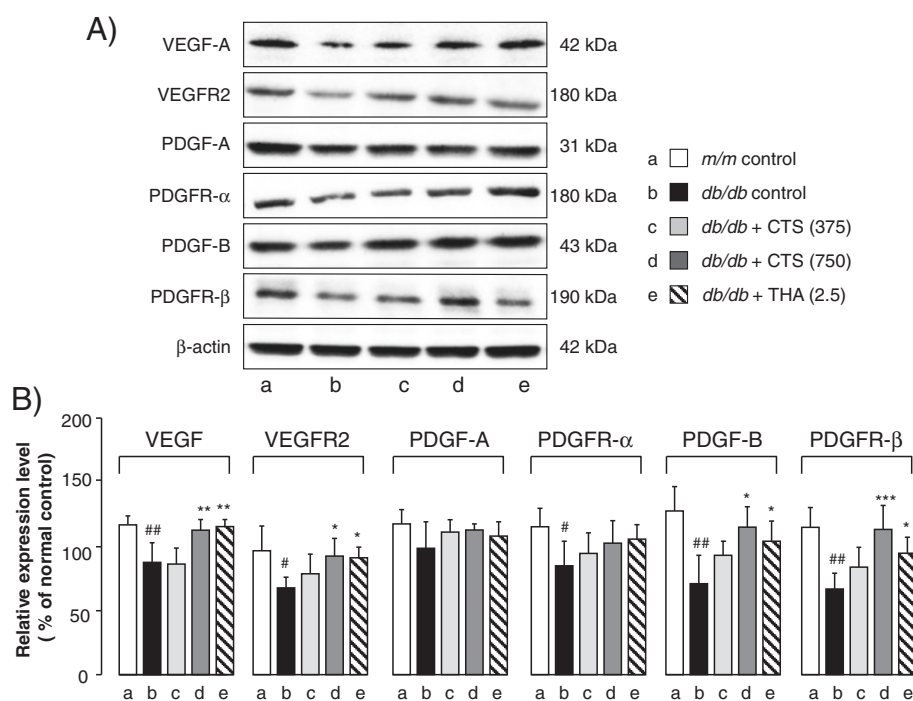 A)
VEGF-A 42 kDa
VEGFR2 180 kDa
PDGF-A 31 kDa
PDGFR-α 180 kDa
PDGF-B 43 kDa
PDGFR-β 190 kDa
β-actin 42 kDa
a b c d e
a m/m control
b db/db control
c db/db + CTS (375)
d db/db + CTS (750)
e db/db + THA (2.5)
B)
Relative expression level
( % of normal control)
200
150
100
50
0
VEGF VEGFR2 PDGF-A PDGFR-α PDGF-B PDGFR-β
## ** ** # * * # ## * * ## *** *
a b c d e a b c d e a b c d e a b c d e a b c d e a b c d e